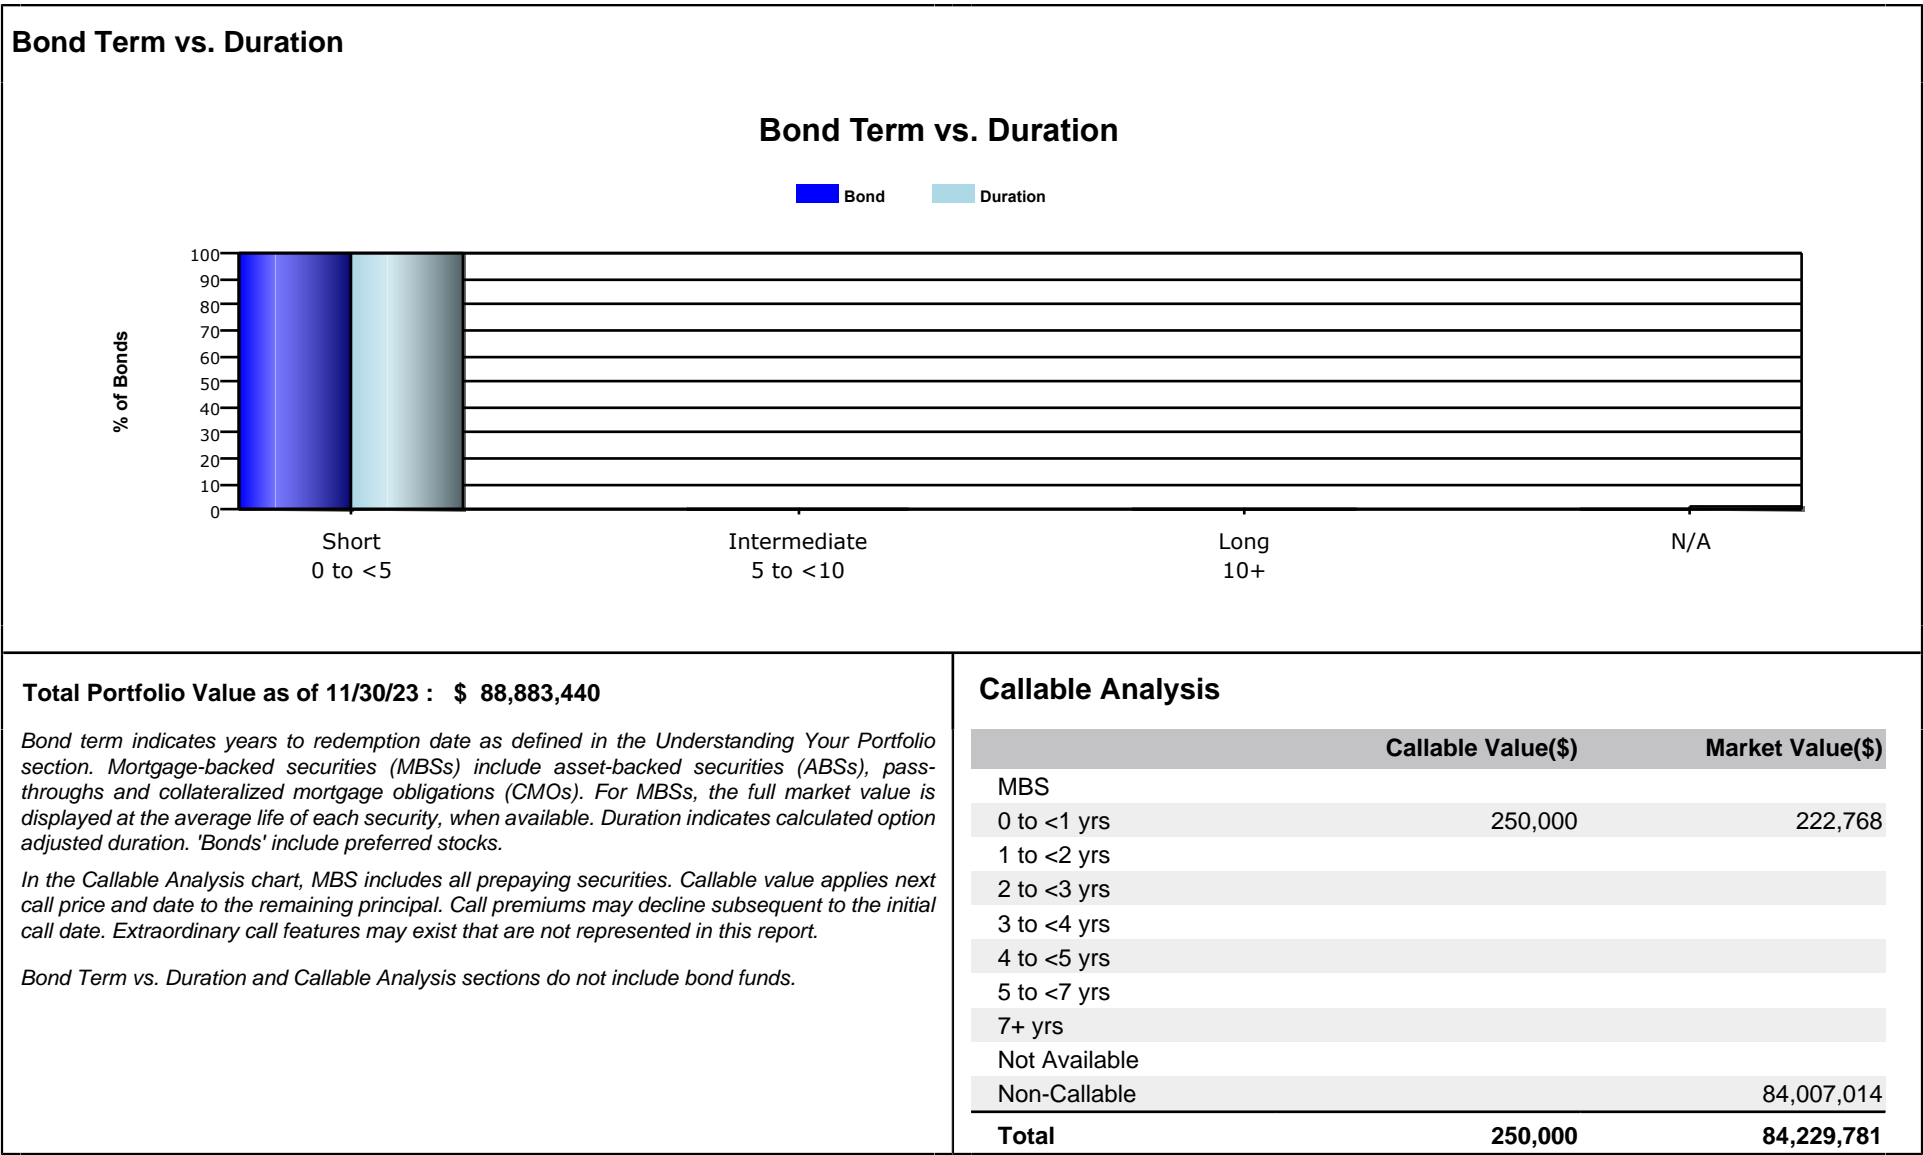 Bond Term vs. Duration
Bond Term vs. Duration
Bond Duration
% of Bonds
100
90
80
70
60
50
40
30
20
10
0
Short Intermediate Long N/A
0 to <5 5 to <10 10+
Total Portfolio Value as of 11/30/23 : $ 88,883,440
Bond term indicates years to redemption date as defined in the Understanding Your Portfolio
section. Mortgage-backed securities (MBSs) include asset-backed securities (ABSs), pass-
throughs and collateralized mortgage obligations (CMOs). For MBSs, the full market value is
displayed at the average life of each security, when available. Duration indicates calculated option
adjusted duration. 'Bonds' include preferred stocks.
In the Callable Analysis chart, MBS includes all prepaying securities. Callable value applies next
call price and date to the remaining principal. Call premiums may decline subsequent to the initial
call date. Extraordinary call features may exist that are not represented in this report.
Bond Term vs. Duration and Callable Analysis sections do not include bond funds.
Callable Analysis
Callable Value($) Market Value($)
MBS
0 to <1 yrs 250,000 222,768
1 to <2 yrs
2 to <3 yrs
3 to <4 yrs
4 to <5 yrs
5 to <7 yrs
7+ yrs
Not Available
Non-Callable 84,007,014
Total 250,000 84,229,781